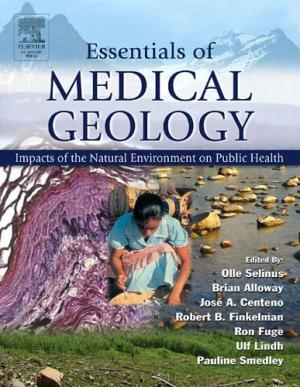 ELSEVIER
ACADEMIC
PRESS
Essentials of
MEDICAL
GEOLOGY
Impacts of the Natural Environment on Public Health
Edited By:
Olle Selinus
Brian Alloway
José A. Centeno
Robert B. Finkelman
Ron Fuge
Ulf Lindh
Pauline Smedley